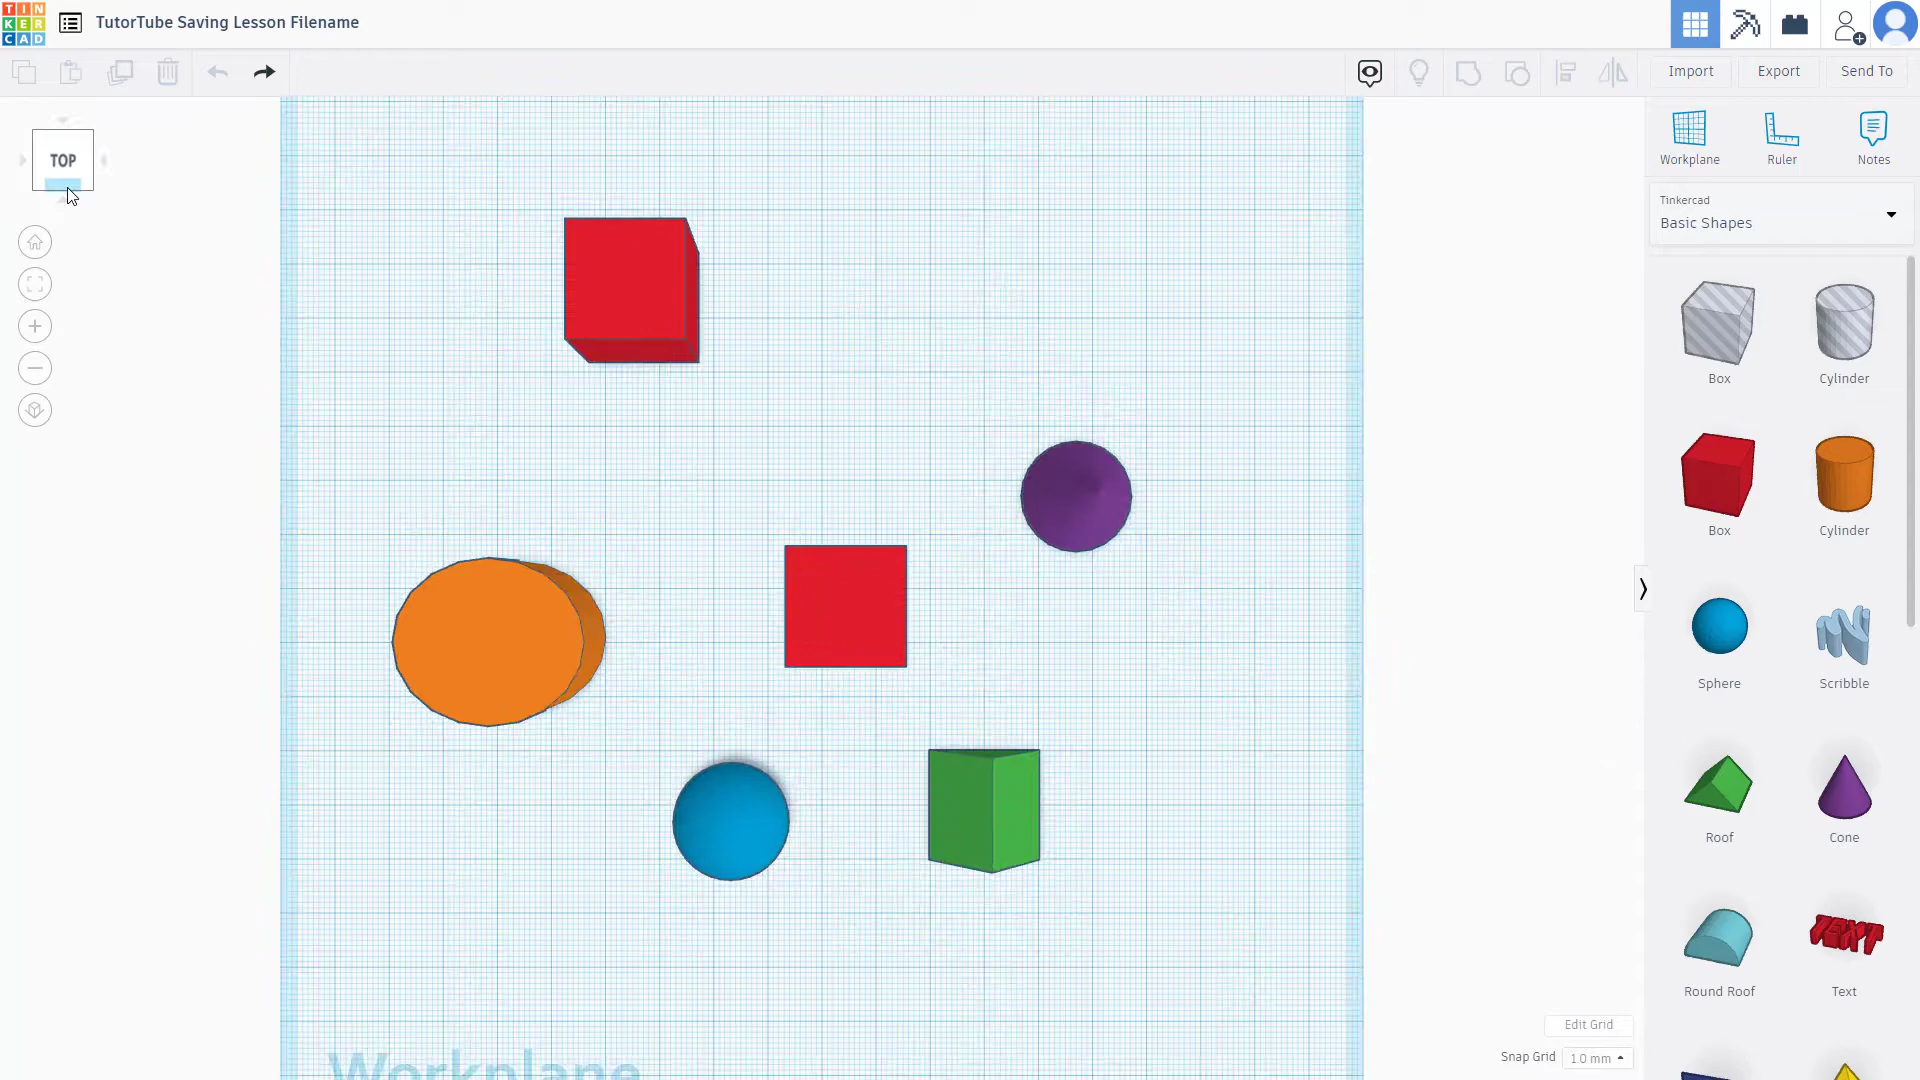 TIN
KER
CAD
TutorTube Saving Lesson Filename
Import
Export
Send To
TOP
Workplane
Ruler
Notes
Tinkercad
Basic Shapes
Box
Cylinder
Box
Cylinder
Sphere
Scribble
Roof
Cone
Round Roof
TEXT
Text
Edit Grid
Snap Grid
1.0 mm
Workplane